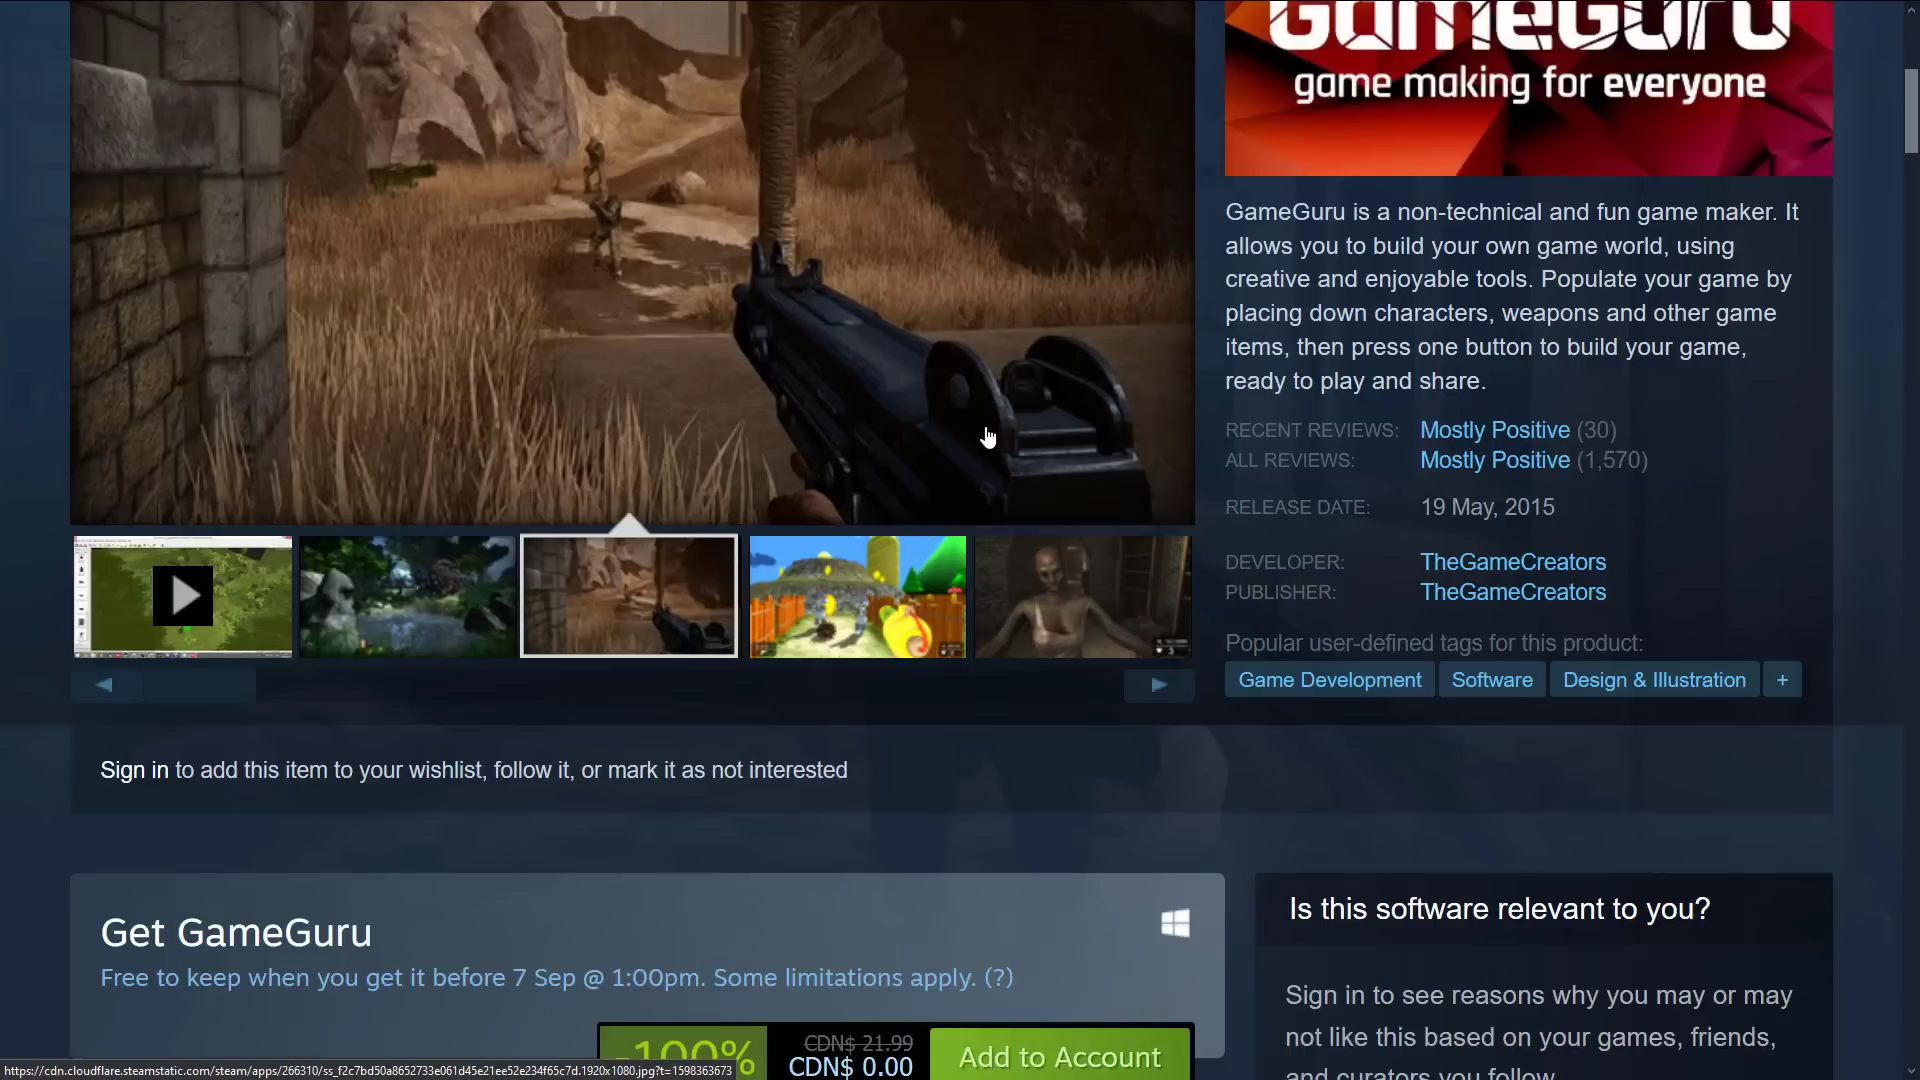 GameGuru
game making for everyone
GameGuru is a non-technical and fun game maker. It
allows you to build your own game world, using
creative and enjoyable tools. Populate your game by
placing down characters, weapons and other game
items, then press one button to build your game,
ready to play and share.
RECENT REVIEWS: Mostly Positive (30)
ALL REVIEWS: Mostly Positive (1,570)
RELEASE DATE: 19 May, 2015
DEVELOPER: TheGameCreators
PUBLISHER: TheGameCreators
Popular user-defined tags for this product:
Game Development Software Design & Illustration +
Sign in to add this item to your wishlist, follow it, or mark it as not interested
Get GameGuru
Free to keep when you get it before 7 Sep @ 1:00pm. Some limitations apply. (?)
-100% CDN$ 21.99 CDN$ 0.00 Add to Account
Is this software relevant to you?
Sign in to see reasons why you may or may
not like this based on your games, friends,
and curators you follow.
https://cdn.cloudflare.steamstatic.com/steam/apps/266310/ss_f2c7bd50a8652733e061d45e21ee52e234f65c7d.1920x1080.jpg?t=1598363673